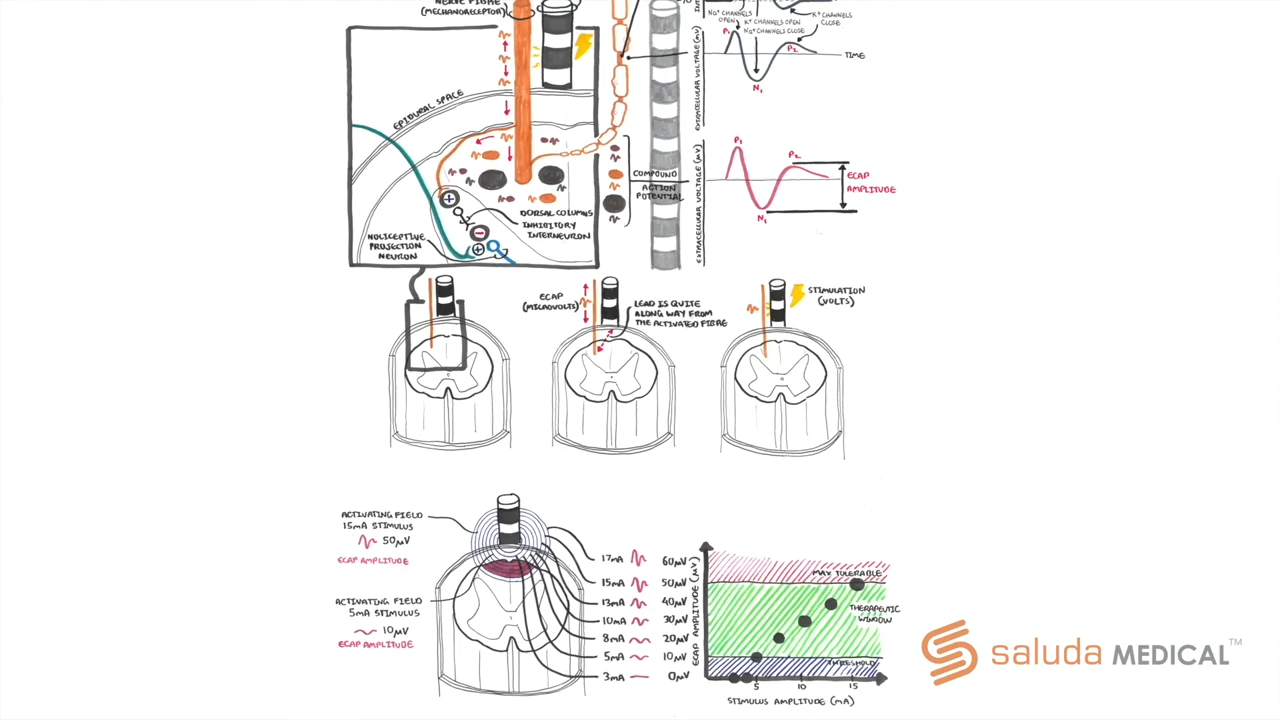 NERVE FIBRE
(MECHANORECEPTOR)
EPIDURAL SPACE
DORSAL COLUMNS
INHIBITORY
INTERNEURON
NOLICEPTIVE
PROJECTION
NEURON
COMPOUND
ACTION
POTENTIAL
Na+ CHANNELS
OPEN
K+ CHANNELS OPEN
Na+ CHANNELS CLOSE
K+ CHANNELS
CLOSE
P1
P2
N1
TIME
EXTRACELLULAR VOLTAGE (mV)
P1
P2
N1
ECAP
AMPLITUDE
EXTRACELLULAR VOLTAGE (μV)
ECAP
(MICROVOLTS)
LEAD IS QUITE
ALONG WAY FROM
THE ACTIVATED FIBRE
STIMULATION
(VOLTS)
ACTIVATING FIELD
15mA STIMULUS
50μV
ECAP AMPLITUDE
ACTIVATING FIELD
5mA STIMULUS
10μV
ECAP AMPLITUDE
17mA 60μV
15mA 50μV
13mA 40μV
10mA 30μV
8mA 20μV
5mA 10μV
3mA 0μV
ECAP AMPLITUDE (μV)
MAX TOLERABLE
THERAPEUTIC
WINDOW
THRESHOLD
5 10 15
STIMULUS AMPLITUDE (mA)
saluda MEDICAL™